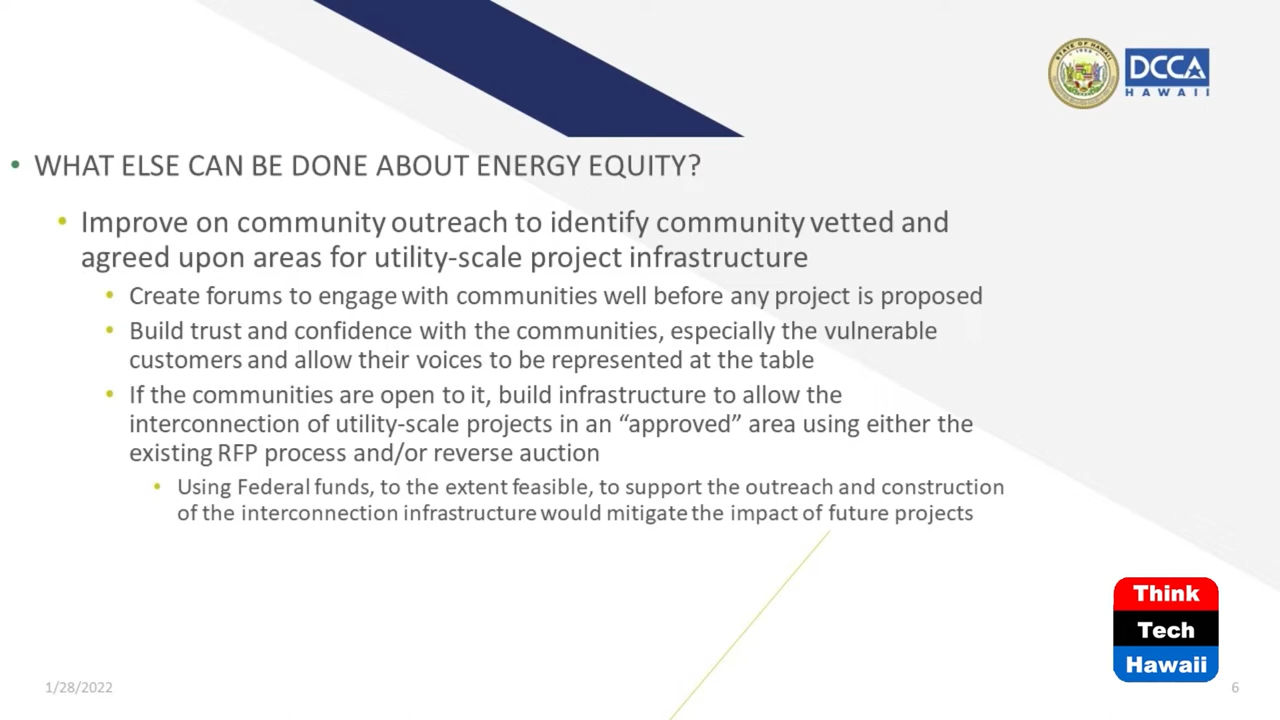 STATE OF HAWAII
1959
DCCA
HAWAII
• WHAT ELSE CAN BE DONE ABOUT ENERGY EQUITY?
• Improve on community outreach to identify community vetted and
agreed upon areas for utility-scale project infrastructure
• Create forums to engage with communities well before any project is proposed
• Build trust and confidence with the communities, especially the vulnerable
customers and allow their voices to be represented at the table
• If the communities are open to it, build infrastructure to allow the
interconnection of utility-scale projects in an “approved” area using either the
existing RFP process and/or reverse auction
• Using Federal funds, to the extent feasible, to support the outreach and construction
of the interconnection infrastructure would mitigate the impact of future projects
Think
Tech
Hawaii
1/28/2022
6